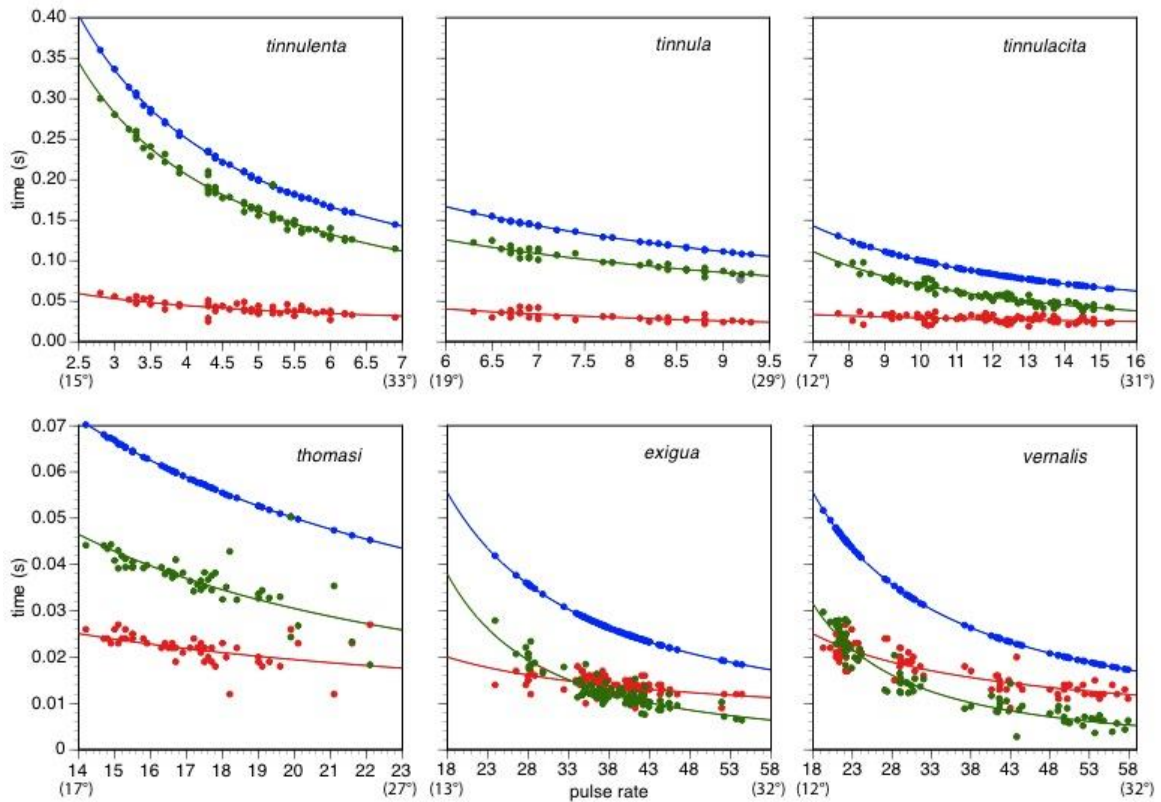 tinnulenta
tinnula
tinnulacita
0.40
0.35
0.30
0.25
0.20
0.15
0.10
0.05
0.00
time (s)
2.5 3 3.5 4 4.5 5 5.5 6 6.5 7
(15°) (33°)
6 6.5 7 7.5 8 8.5 9 9.5
(19°) (29°)
7 8 9 10 11 12 13 14 15 16
(12°) (31°)
thomasi
exigua
vernalis
0.07
0.06
0.05
0.04
0.03
0.02
0.01
0
time (s)
14 15 16 17 18 19 20 21 22 23
(17°) (27°)
18 23 28 33 38 43 48 53 58
(13°) (32°)
18 23 28 33 38 43 48 53 58
(12°) (32°)
pulse rate